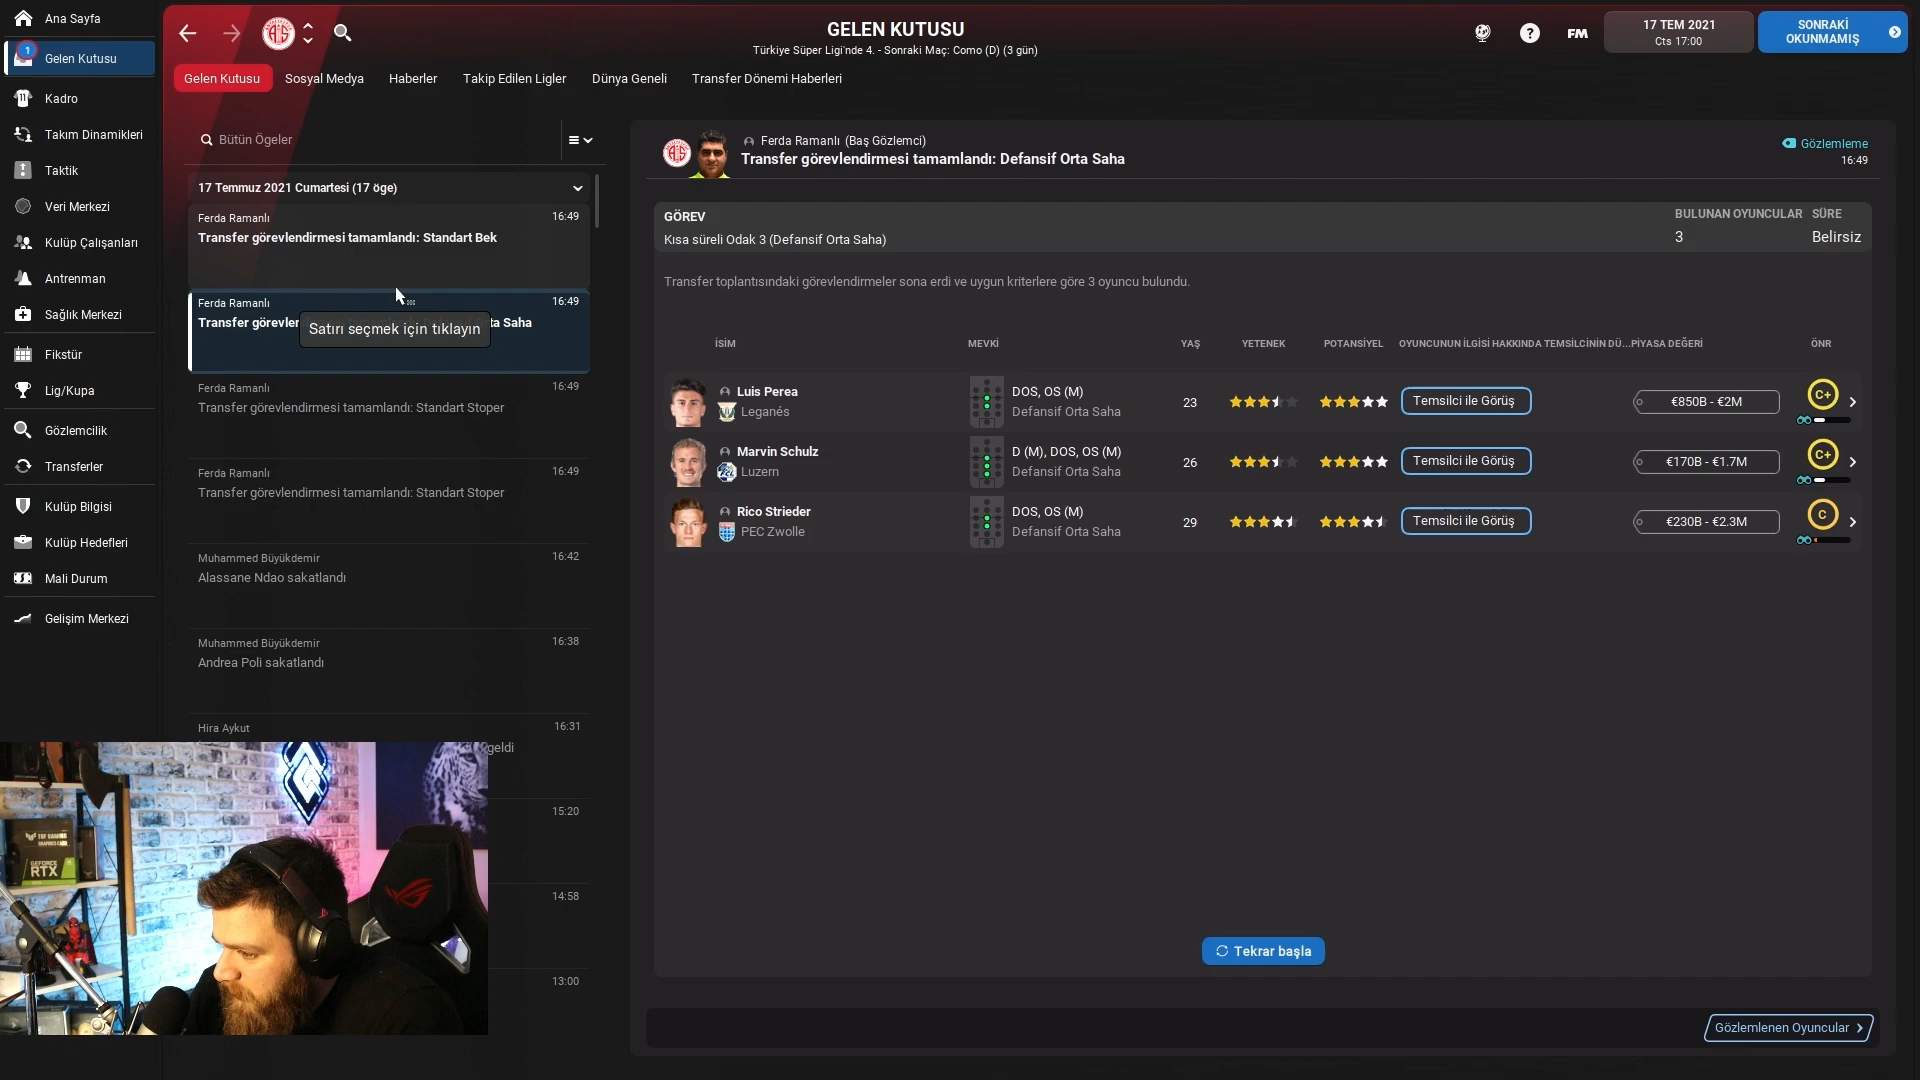 Ana Sayfa
1
Gelen Kutusu
Kadro
Takım Dinamikleri
Taktik
Veri Merkezi
Kulüp Çalışanları
Antrenman
Sağlık Merkezi
Fikstür
Lig/Kupa
Gözlemcilik
Transferler
Kulüp Bilgisi
Kulüp Hedefleri
Mali Durum
Gelişim Merkezi
GELEN KUTUSU
Türkiye Süper Ligi'nde 4. - Sonraki Maç: Como (D) (3 gün)
FM
17 TEM 2021
Cts 17:00
SONRAKİ
OKUNMAMIŞ
Gelen Kutusu Sosyal Medya Haberler Takip Edilen Ligler Dünya Geneli Transfer Dönemi Haberleri
Bütün Ögeler
17 Temmuz 2021 Cumartesi (17 öge)
Ferda Ramanlı 16:49
Transfer görevlendirmesi tamamlandı: Standart Bek
Ferda Ramanlı 16:49
Transfer görevler ta Saha
Satırı seçmek için tıklayın
Ferda Ramanlı 16:49
Transfer görevlendirmesi tamamlandı: Standart Stoper
Ferda Ramanlı 16:49
Transfer görevlendirmesi tamamlandı: Standart Stoper
Muhammed Büyükdemir 16:42
Alassane Ndao sakatlandı
Muhammed Büyükdemir 16:38
Andrea Poli sakatlandı
Hira Aykut 16:31
geldi
15:20
14:58
13:00
Ferda Ramanlı (Baş Gözlemci)
Transfer görevlendirmesi tamamlandı: Defansif Orta Saha
Gözlemleme
16:49
GÖREV BULUNAN OYUNCULAR SÜRE
Kısa süreli Odak 3 (Defansif Orta Saha) 3 Belirsiz
Transfer toplantısındaki görevlendirmeler sona erdi ve uygun kriterlere göre 3 oyuncu bulundu.
İSİM MEVKİ YAŞ YETENEK POTANSİYEL OYUNCUNUN İLGİSİ HAKKINDA TEMSİLCİNİN DÜ... PİYASA DEĞERİ ÖNR
Luis Perea DOS, OS (M) 23 Temsilci ile Görüş €850B - €2M C+
Leganés Defansif Orta Saha
Marvin Schulz D (M), DOS, OS (M) 26 Temsilci ile Görüş €170B - €1.7M C+
Luzern Defansif Orta Saha
Rico Strieder DOS, OS (M) 29 Temsilci ile Görüş €230B - €2.3M C
PEC Zwolle Defansif Orta Saha
Tekrar başla
Gözlemlenen Oyuncular
TUF GAMING
GEFORCE
RTX